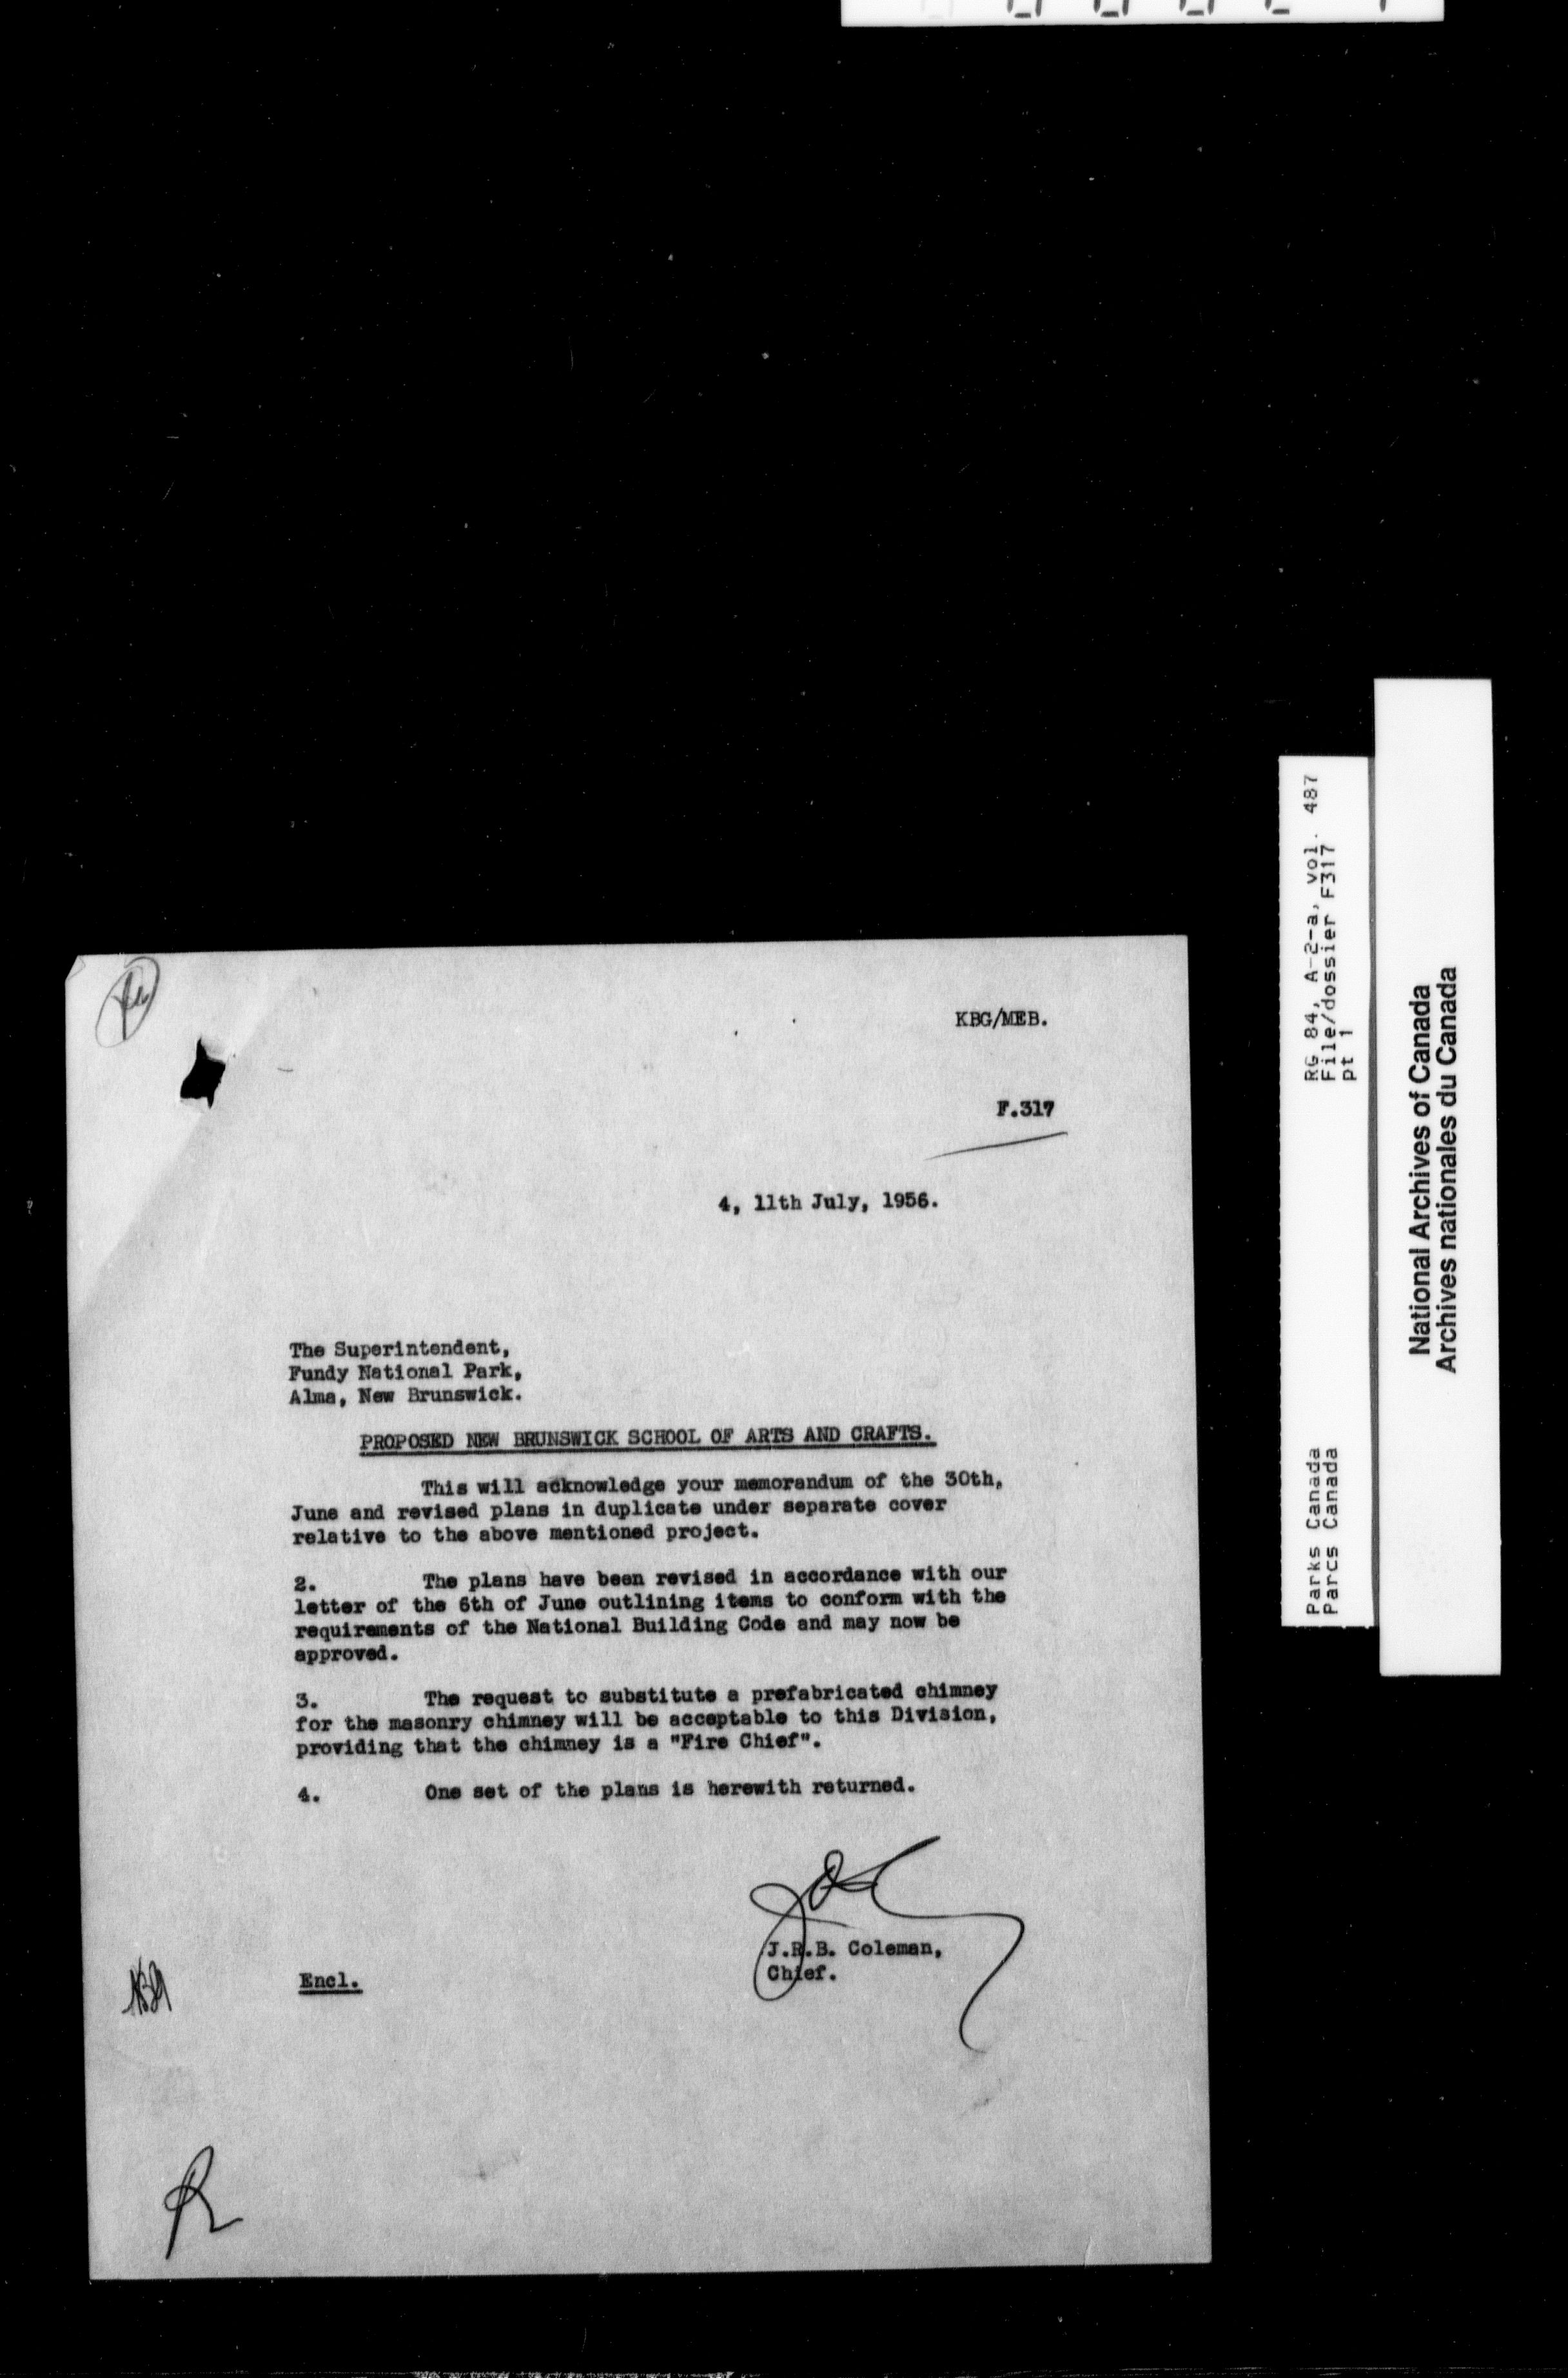 KBG/MEB.
F.317
4, 11th July, 1956.
The Superintendent,
Fundy National Park,
Alma, New Brunswick.
PROPOSED NEW BRUNSWICK SCHOOL OF ARTS AND CRAFTS.
This will acknowledge your memorandum of the 30th,
June and revised plans in duplicate under separate cover
relative to the above mentioned project.
2. The plans have been revised in accordance with our
letter of the 6th of June outlining items to conform with the
requirements of the National Building Code and may now be
approved.
3. The request to substitute a prefabricated chimney
for the masonry chimney will be acceptable to this Division,
providing that the chimney is a "Fire Chief".
4. One set of the plans is herewith returned.
J.R.B. Coleman,
Chief.
Encl.
R
RG 84, A-2-a, vol. 487
File/dossier F317
pt 1
Parks Canada
Parcs Canada
National Archives of Canada
Archives nationales du Canada